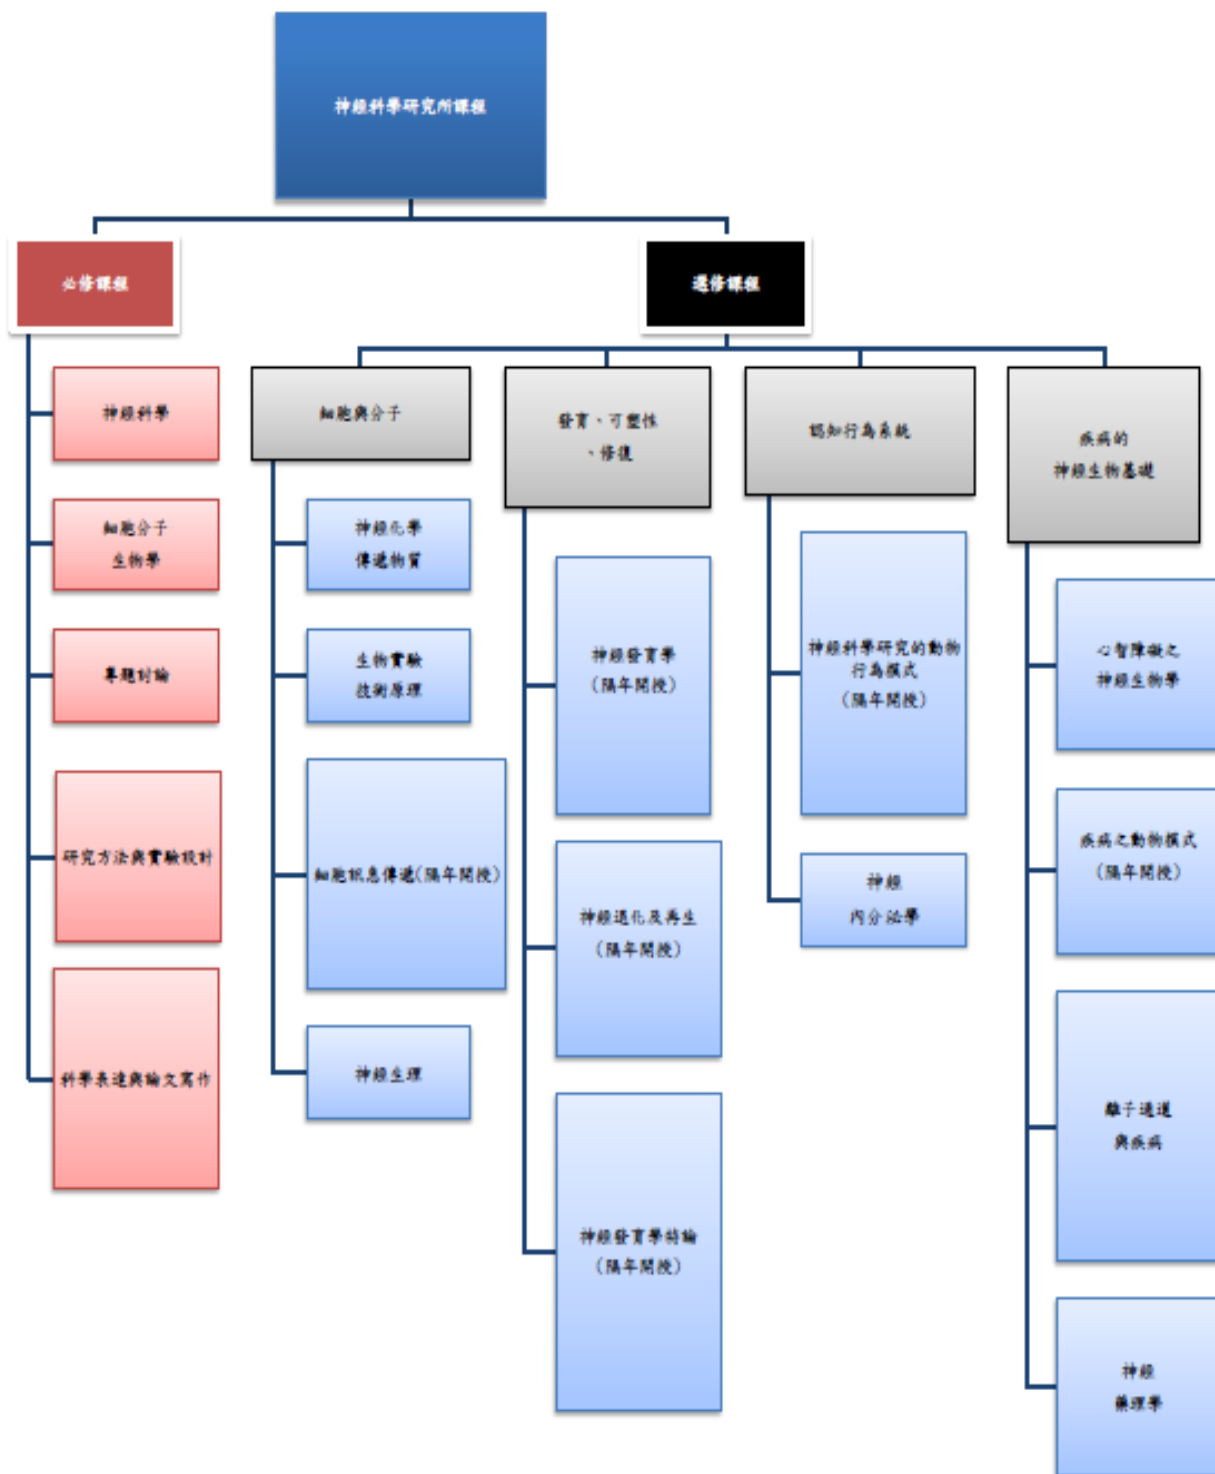 神經科學研究所課程
必修課程
選修課程
神經科學
細胞分子
生物學
專題討論
研究方法與實驗設計
科學表達與論文寫作
細胞與分子
神經化學
傳遞物質
生物實驗
技術原理
細胞訊息傳遞(隔年開授)
神經生理
發育、可塑性
、修復
神經發育學
(隔年開授)
神經退化及再生
(隔年開授)
神經發育學特論
(隔年開授)
認知行為系統
神經科學研究的動物
行為模式
(隔年開授)
神經
內分泌學
疾病的
神經生物基礎
心智障礙之
神經生物學
疾病之動物模式
(隔年開授)
離子通道
與疾病
神經
藥理學